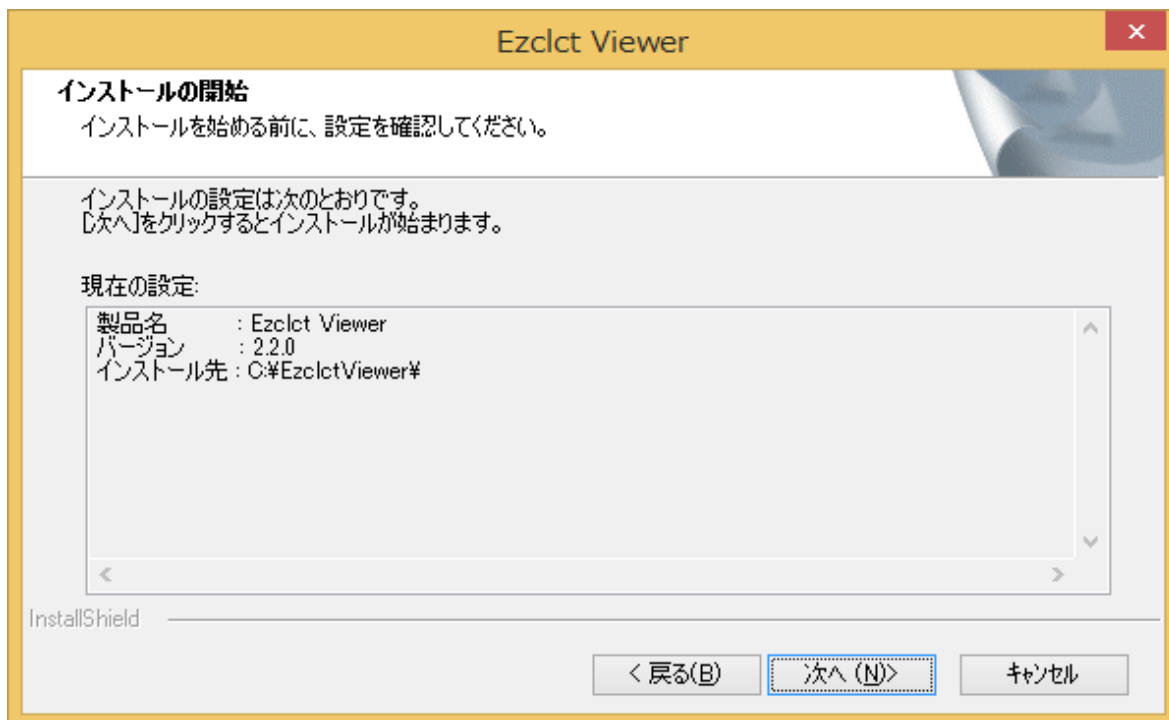 Ezclct Viewer
インストールの開始
インストールを始める前に、設定を確認してください。
インストールの設定は次のとおりです。
[次へ]をクリックするとインストールが始まります。
現在の設定:
製品名 : Ezclct Viewer
バージョン : 2.2.0
インストール先 : C:¥EzclctViewer¥
InstallShield
< 戻る(B)
次へ (N)>
キャンセル